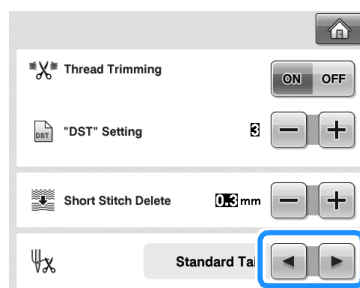 Thread Trimming
ON OFF
DST
"DST" Setting
3
Short Stitch Delete
0.3 mm
Standard Tai